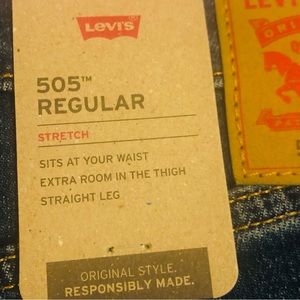 Levi's®
505™
REGULAR
STRETCH
SITS AT YOUR WAIST
EXTRA ROOM IN THE THIGH
STRAIGHT LEG
ORIGINAL STYLE.
RESPONSIBLY MADE.